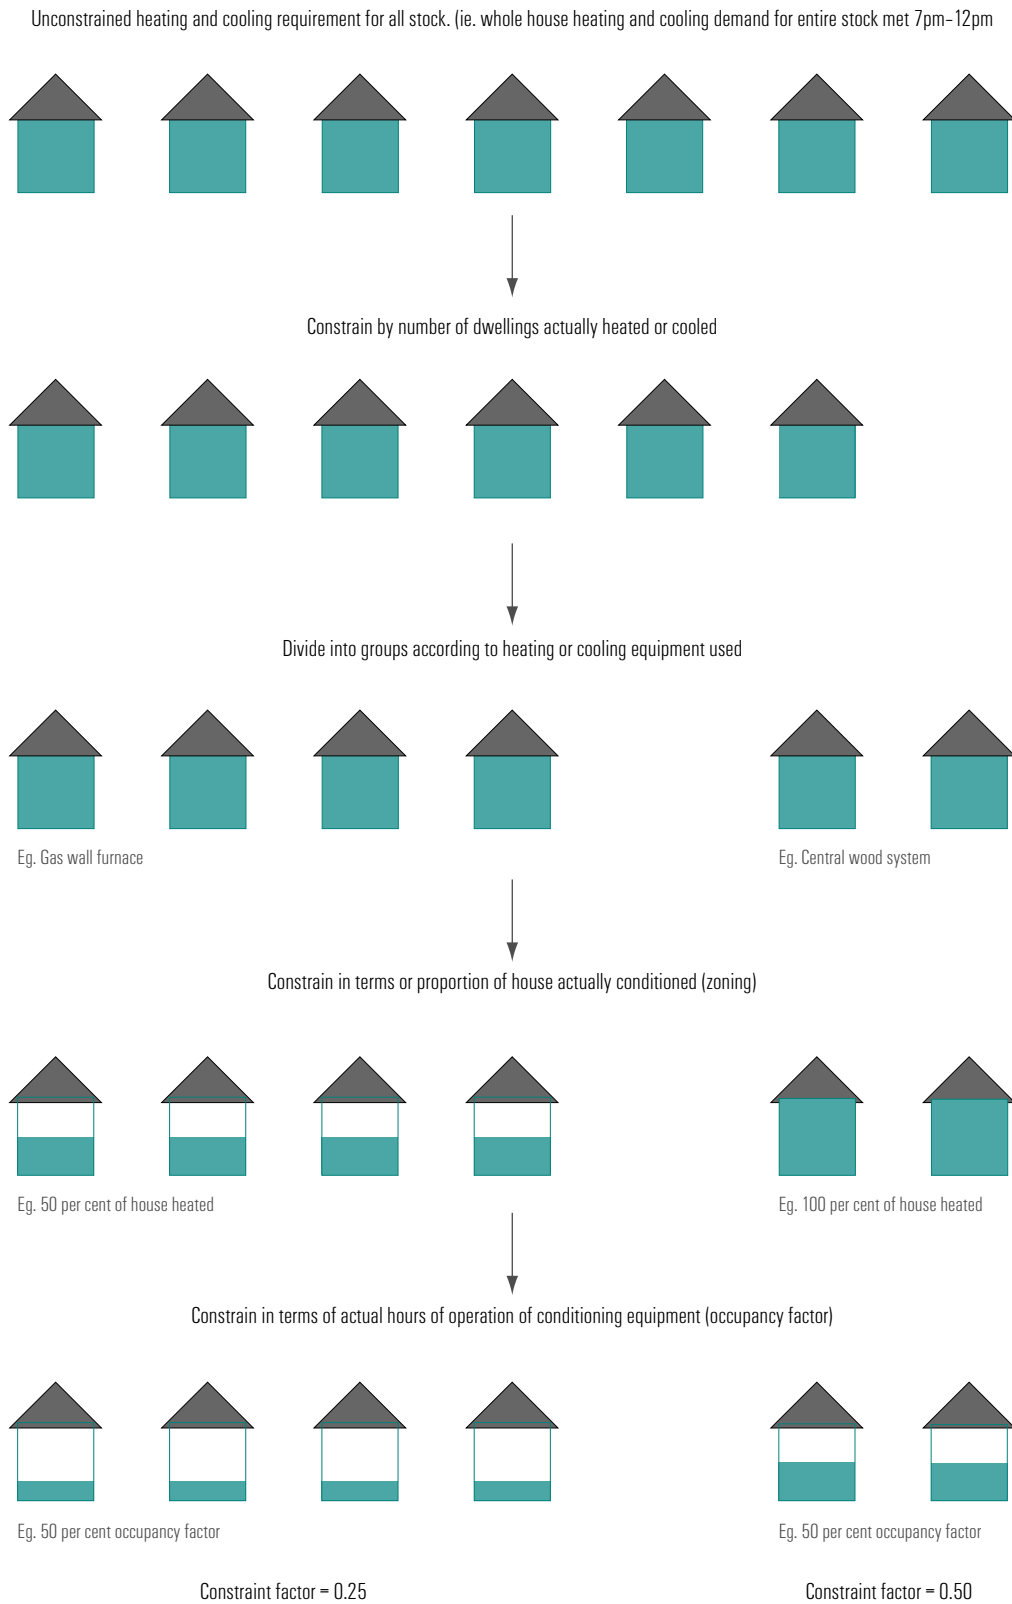 Unconstrained heating and cooling requirement for all stock. (ie. whole house heating and cooling demand for entire stock met 7pm–12pm
Constrain by number of dwellings actually heated or cooled
Divide into groups according to heating or cooling equipment used
Eg. Gas wall furnace
Eg. Central wood system
Constrain in terms or proportion of house actually conditioned (zoning)
Eg. 50 per cent of house heated
Eg. 100 per cent of house heated
Constrain in terms of actual hours of operation of conditioning equipment (occupancy factor)
Eg. 50 per cent occupancy factor
Eg. 50 per cent occupancy factor
Constraint factor = 0.25
Constraint factor = 0.50